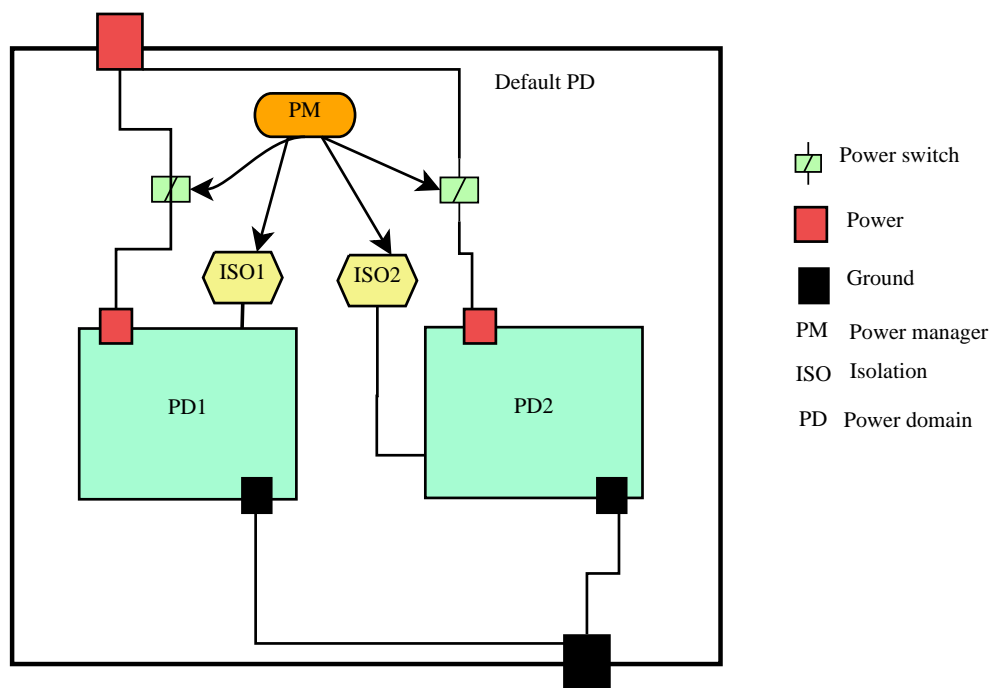 Default PD
PM
ISO1
ISO2
PD1
PD2
Power switch
Power
Ground
PM Power manager
ISO Isolation
PD Power domain